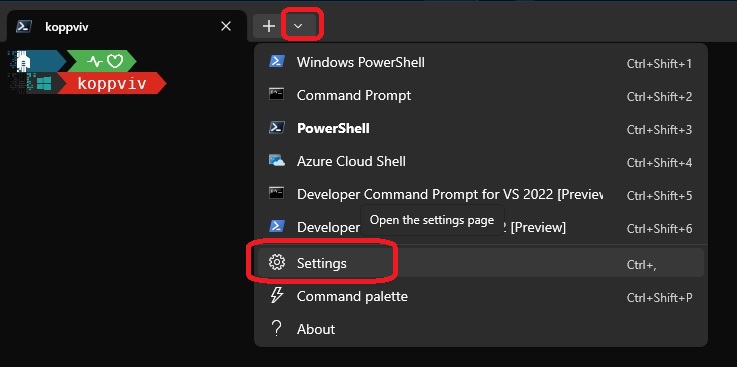 koppviv
koppviv
Windows PowerShell Ctrl+Shift+1
Command Prompt Ctrl+Shift+2
PowerShell Ctrl+Shift+3
Azure Cloud Shell Ctrl+Shift+4
Developer Command Prompt for VS 2022 [Preview Ctrl+Shift+5
Open the settings page
Developer 2 [Preview] Ctrl+Shift+6
Settings Ctrl+,
Command palette Ctrl+Shift+P
About